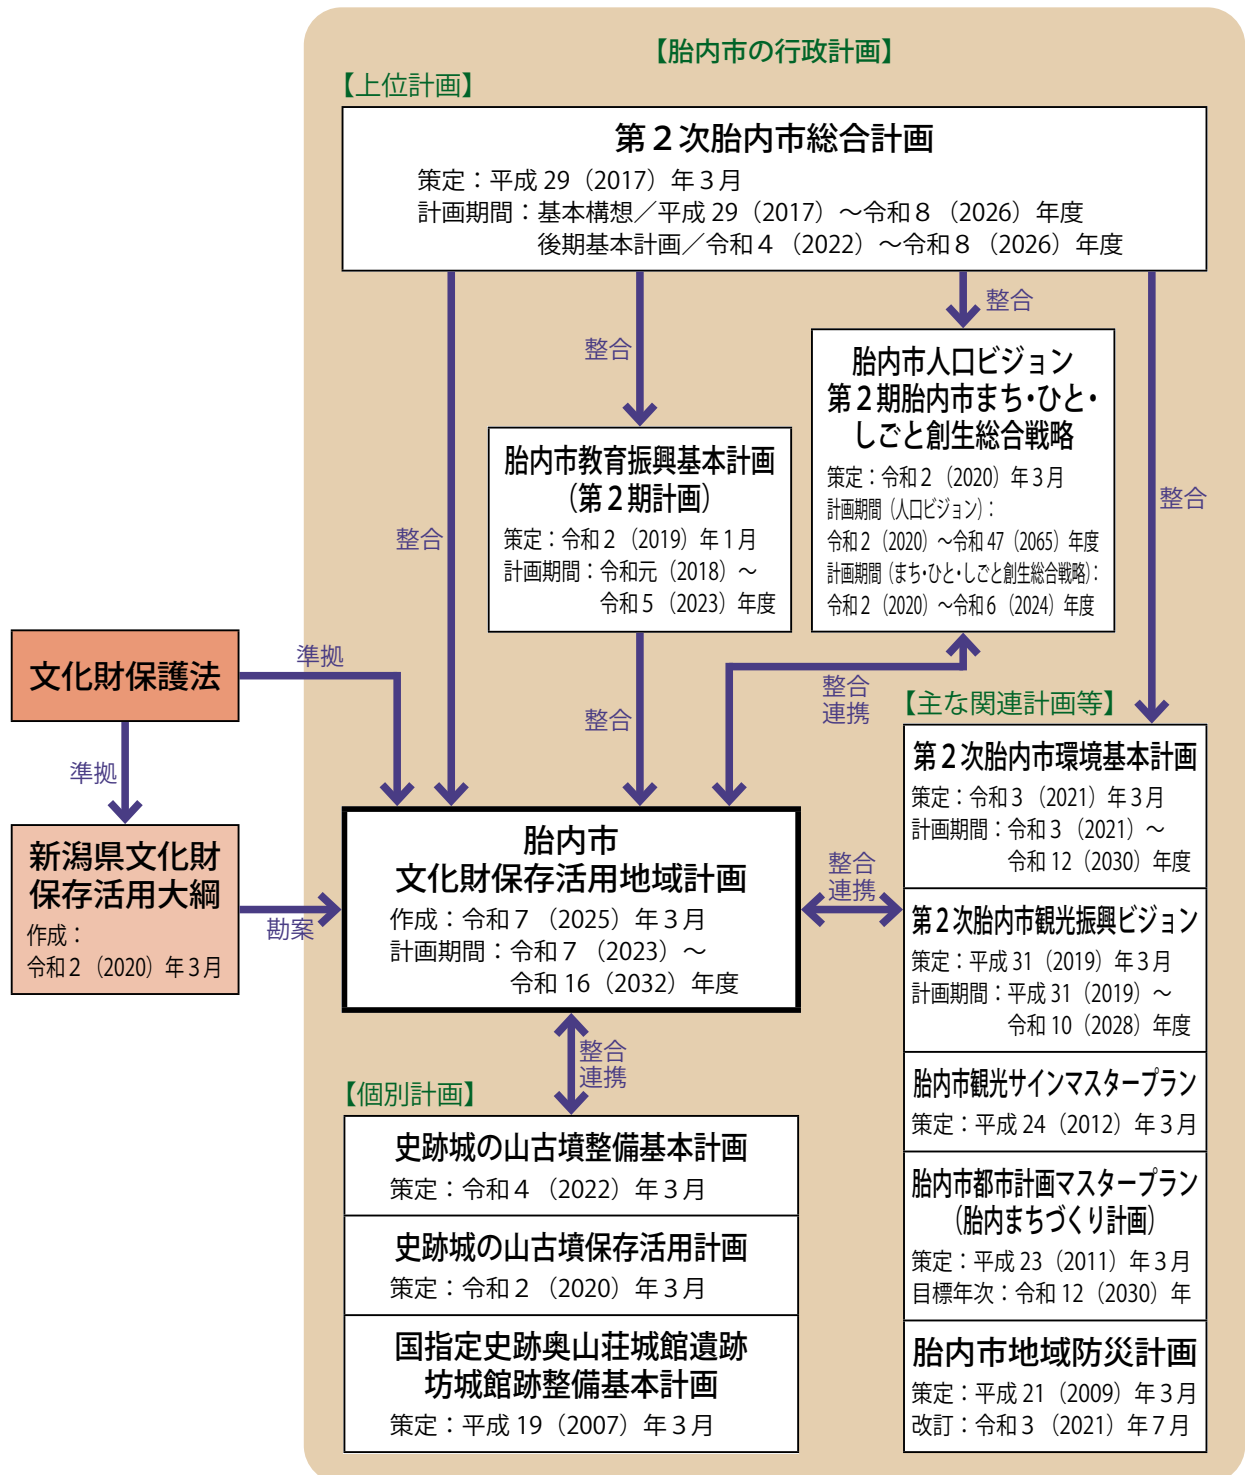 【胎内市の行政計画】
【上位計画】
第2次胎内市総合計画
策定：平成 29（2017）年３月
計画期間：基本構想／平成 29（2017）～令和８（2026）年度
後期基本計画／令和４（2022）～令和８（2026）年度
整合
整合
整合
整合
胎内市教育振興基本計画
（第２期計画）
策定：令和２（2019）年１月
計画期間：令和元（2018）～
令和５（2023）年度
胎内市人口ビジョン
第２期胎内市まち・ひと・
しごと創生総合戦略
策定：令和２（2020）年３月
計画期間（人口ビジョン）：
令和２（2020）～令和 47（2065）年度
計画期間（まち・ひと・しごと創生総合戦略）：
令和２（2020）～令和６（2024）年度
文化財保護法
準拠
準拠
新潟県文化財
保存活用大綱
作成：
令和２（2020）年３月
勘案
整合
整合
連携
胎内市
文化財保存活用地域計画
作成：令和７（2025）年３月
計画期間：令和７（2023）～
令和 16（2032）年度
整合
連携
整合
連携
【個別計画】
史跡城の山古墳整備基本計画
策定：令和４（2022）年３月
史跡城の山古墳保存活用計画
策定：令和２（2020）年３月
国指定史跡奥山荘城館遺跡
坊城館跡整備基本計画
策定：平成 19（2007）年３月
【主な関連計画等】
第２次胎内市環境基本計画
策定：令和３（2021）年３月
計画期間：令和３（2021）～
令和 12（2030）年度
第２次胎内市観光振興ビジョン
策定：平成 31（2019）年３月
計画期間：平成 31（2019）～
令和 10（2028）年度
胎内市観光サインマスタープラン
策定：平成 24（2012）年３月
胎内市都市計画マスタープラン
（胎内まちづくり計画）
策定：平成 23（2011）年３月
目標年次：令和 12（2030）年
胎内市地域防災計画
策定：平成 21（2009）年３月
改訂：令和３（2021）年７月